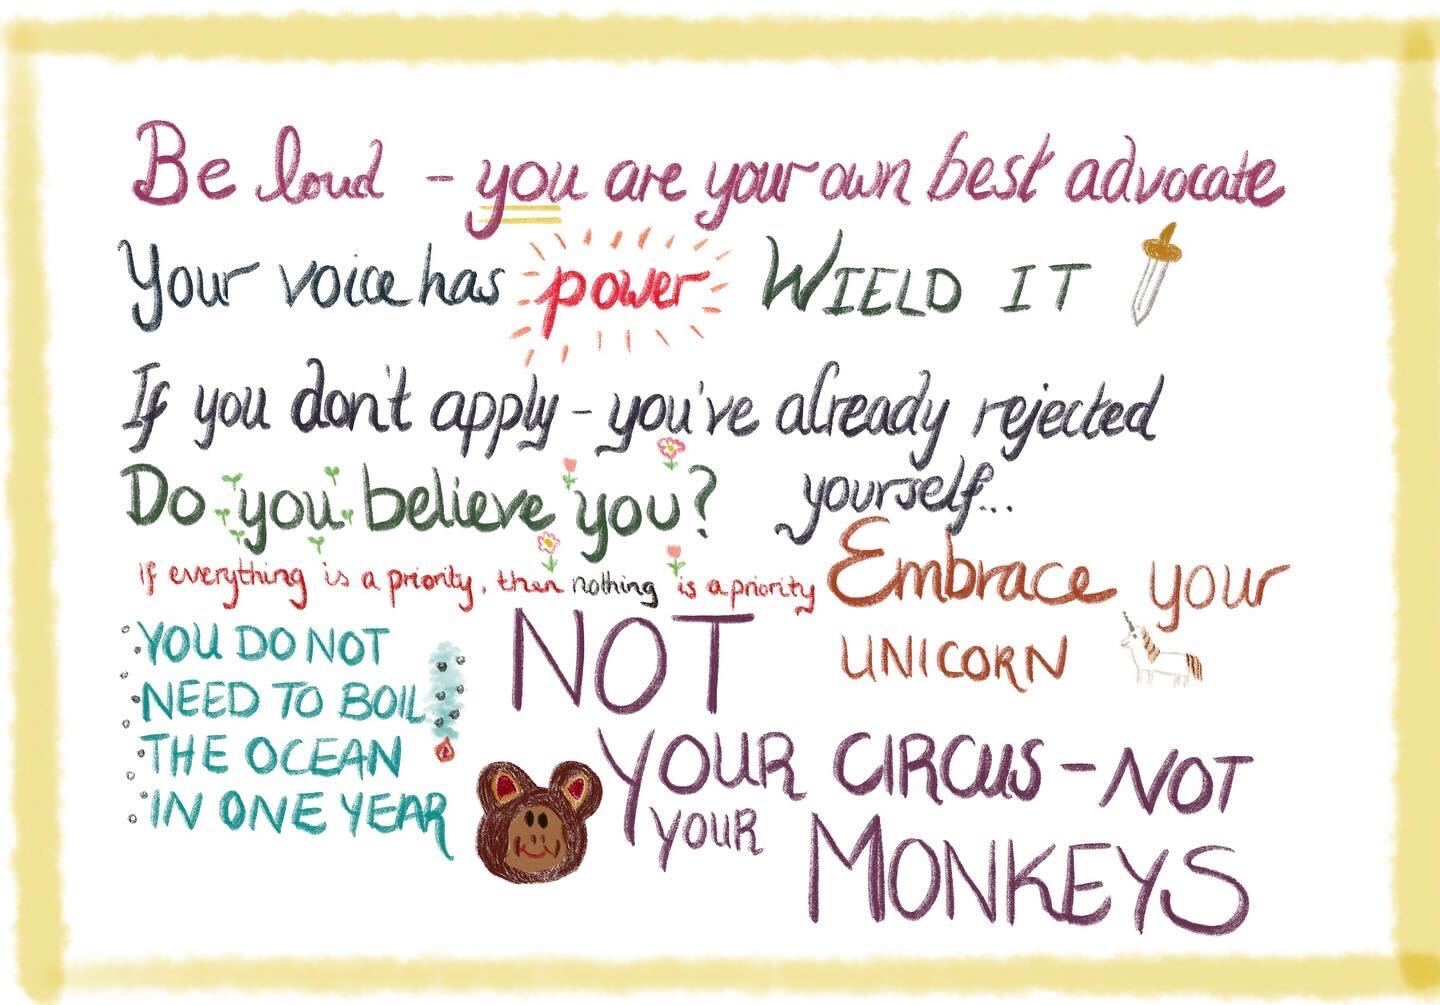 Be loud - you are your own best advocate
Your voice has power WIELD IT
If you don't apply - you've already rejected
yourself...
Do you believe you?
If everything is a priority, then nothing is a priority
Embrace your
UNICORN
YOU DO NOT
NEED TO BOIL
THE OCEAN
IN ONE YEAR
NOT
YOUR CIRCUS - NOT
YOUR MONKEYS